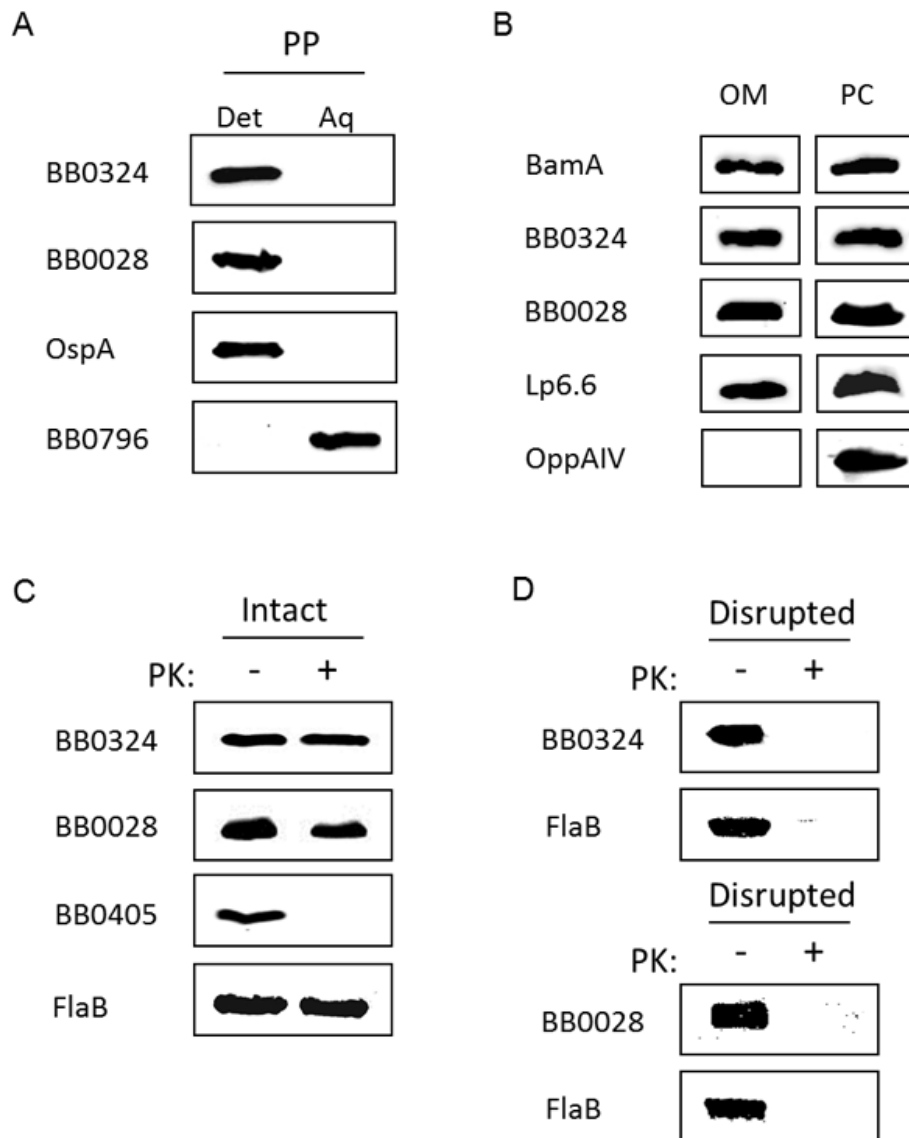 A
PP
Det Aq
BB0324
BB0028
OspA
BB0796
B
OM PC
BamA
BB0324
BB0028
Lp6.6
OppAIV
C
Intact
PK: - +
BB0324
BB0028
BB0405
FlaB
D
Disrupted
PK: - +
BB0324
FlaB
Disrupted
PK: - +
BB0028
FlaB